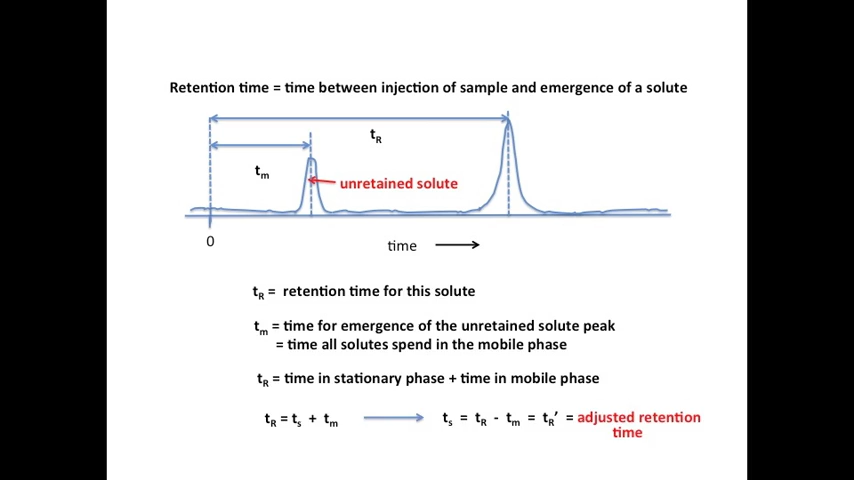 Retention time = time between injection of sample and emergence of a solute
tR
tm
unretained solute
0
time
tR = retention time for this solute
tm = time for emergence of the unretained solute peak
= time all solutes spend in the mobile phase
tR = time in stationary phase + time in mobile phase
tR = ts + tm
ts = tR - tm = tR’ = adjusted retention
time